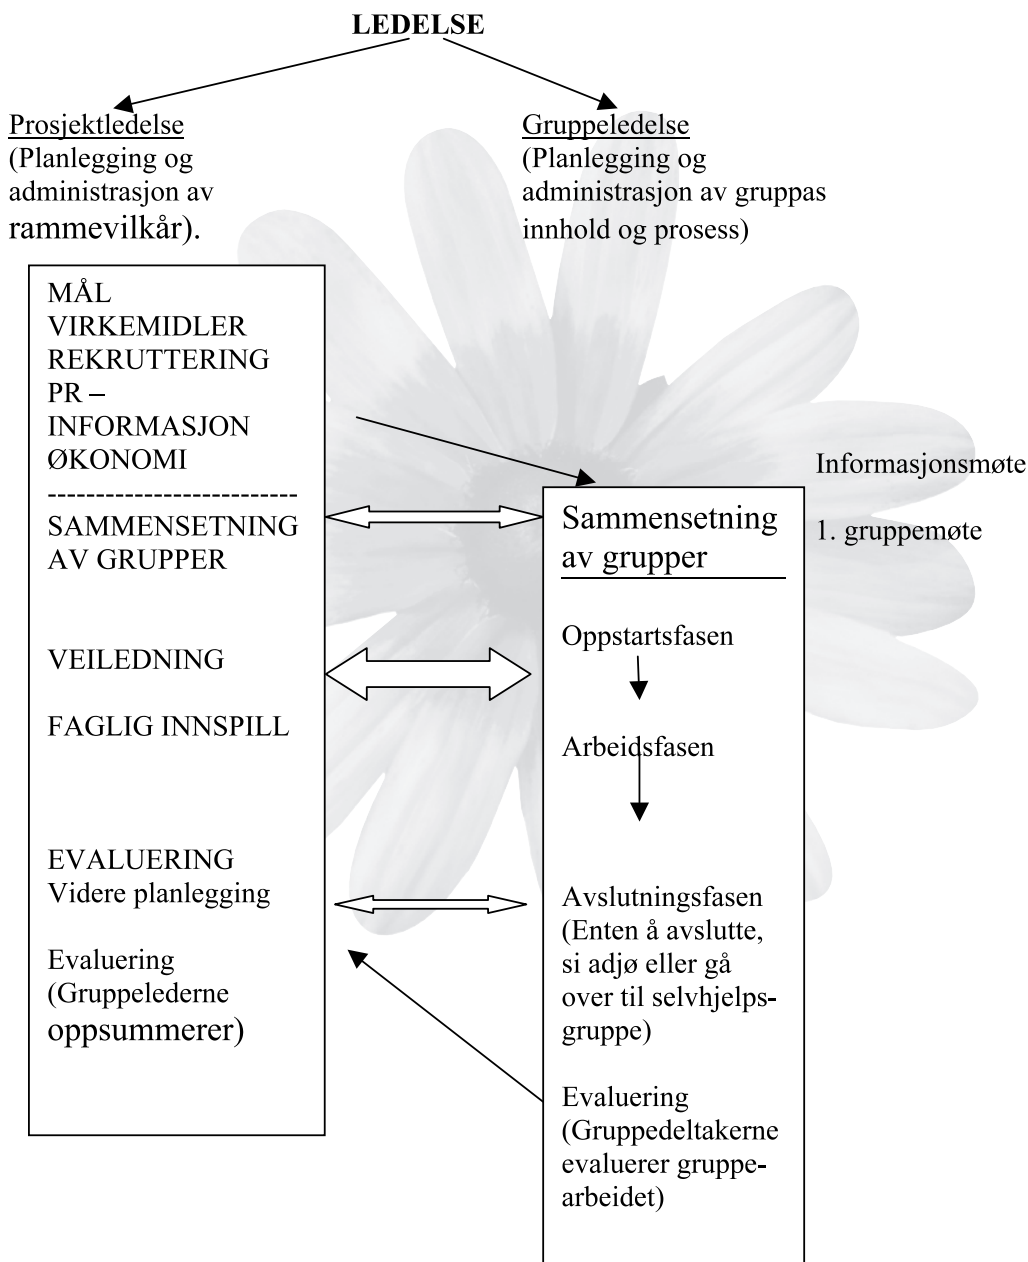 LEDELSE
Prosjektledelse
(Planlegging og
administrasjon av
rammevilkår).
Gruppeledelse
(Planlegging og
administrasjon av gruppas
innhold og prosess)
MÅL
VIRKEMIDLER
REKRUTTERING
PR –
INFORMASJON
ØKONOMI
--------------------------
SAMMENSETNING
AV GRUPPER
VEILEDNING
FAGLIG INNSPILL
EVALUERING
Videre planlegging
Evaluering
(Gruppelederne
oppsummerer)
Sammensetning
av grupper
Oppstartsfasen
Arbeidsfasen
Avslutningsfasen
(Enten å avslutte,
si adjø eller gå
over til selvhjelps-
gruppe)
Evaluering
(Gruppedeltakerne
evaluerer gruppe-
arbeidet)
Informasjonsmøte
1. gruppemøte